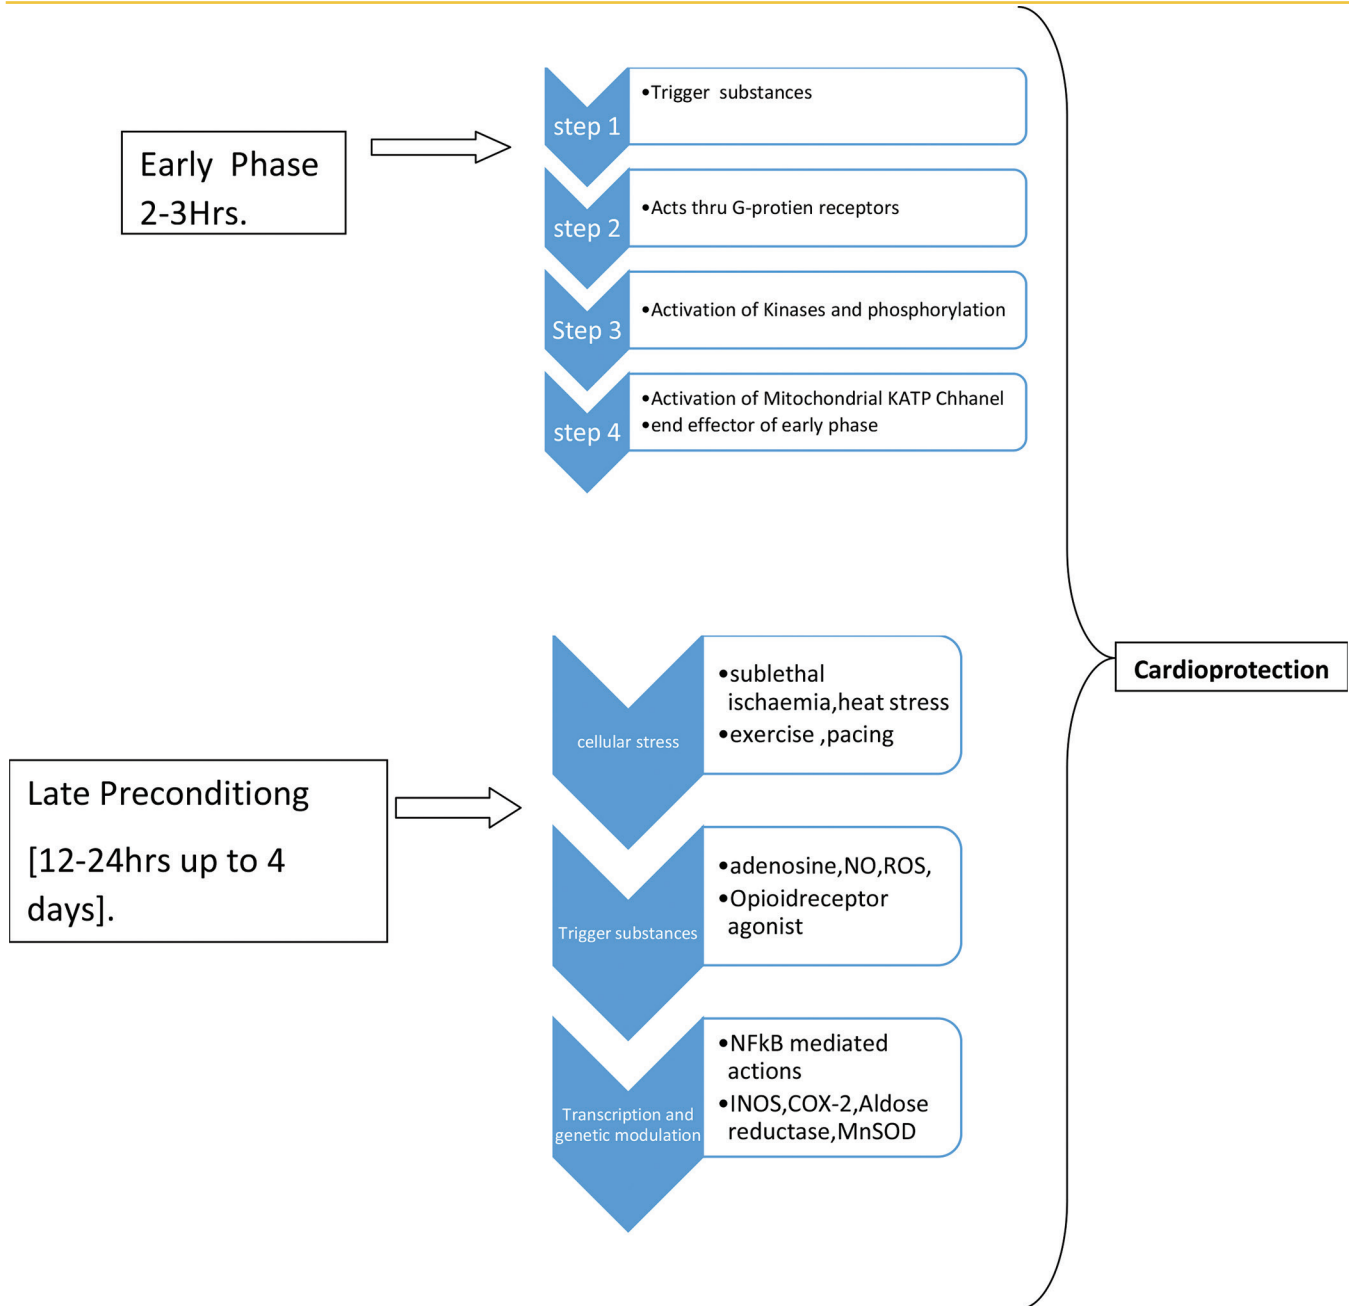 Early Phase
2-3Hrs.
step 1
•Trigger substances
step 2
•Acts thru G-protien receptors
Step 3
•Activation of Kinases and phosphorylation
step 4
•Activation of Mitochondrial KATP Chhanel
•end effector of early phase
Cardioprotection
Late Preconditiong
[12-24hrs up to 4
days].
cellular stress
•sublethal
ischaemia,heat stress
•exercise ,pacing
Trigger substances
•adenosine,NO,ROS,
•Opioidreceptor
agonist
Transcription and
genetic modulation
•NFkB mediated
actions
•INOS,COX-2,Aldose
reductase,MnSOD